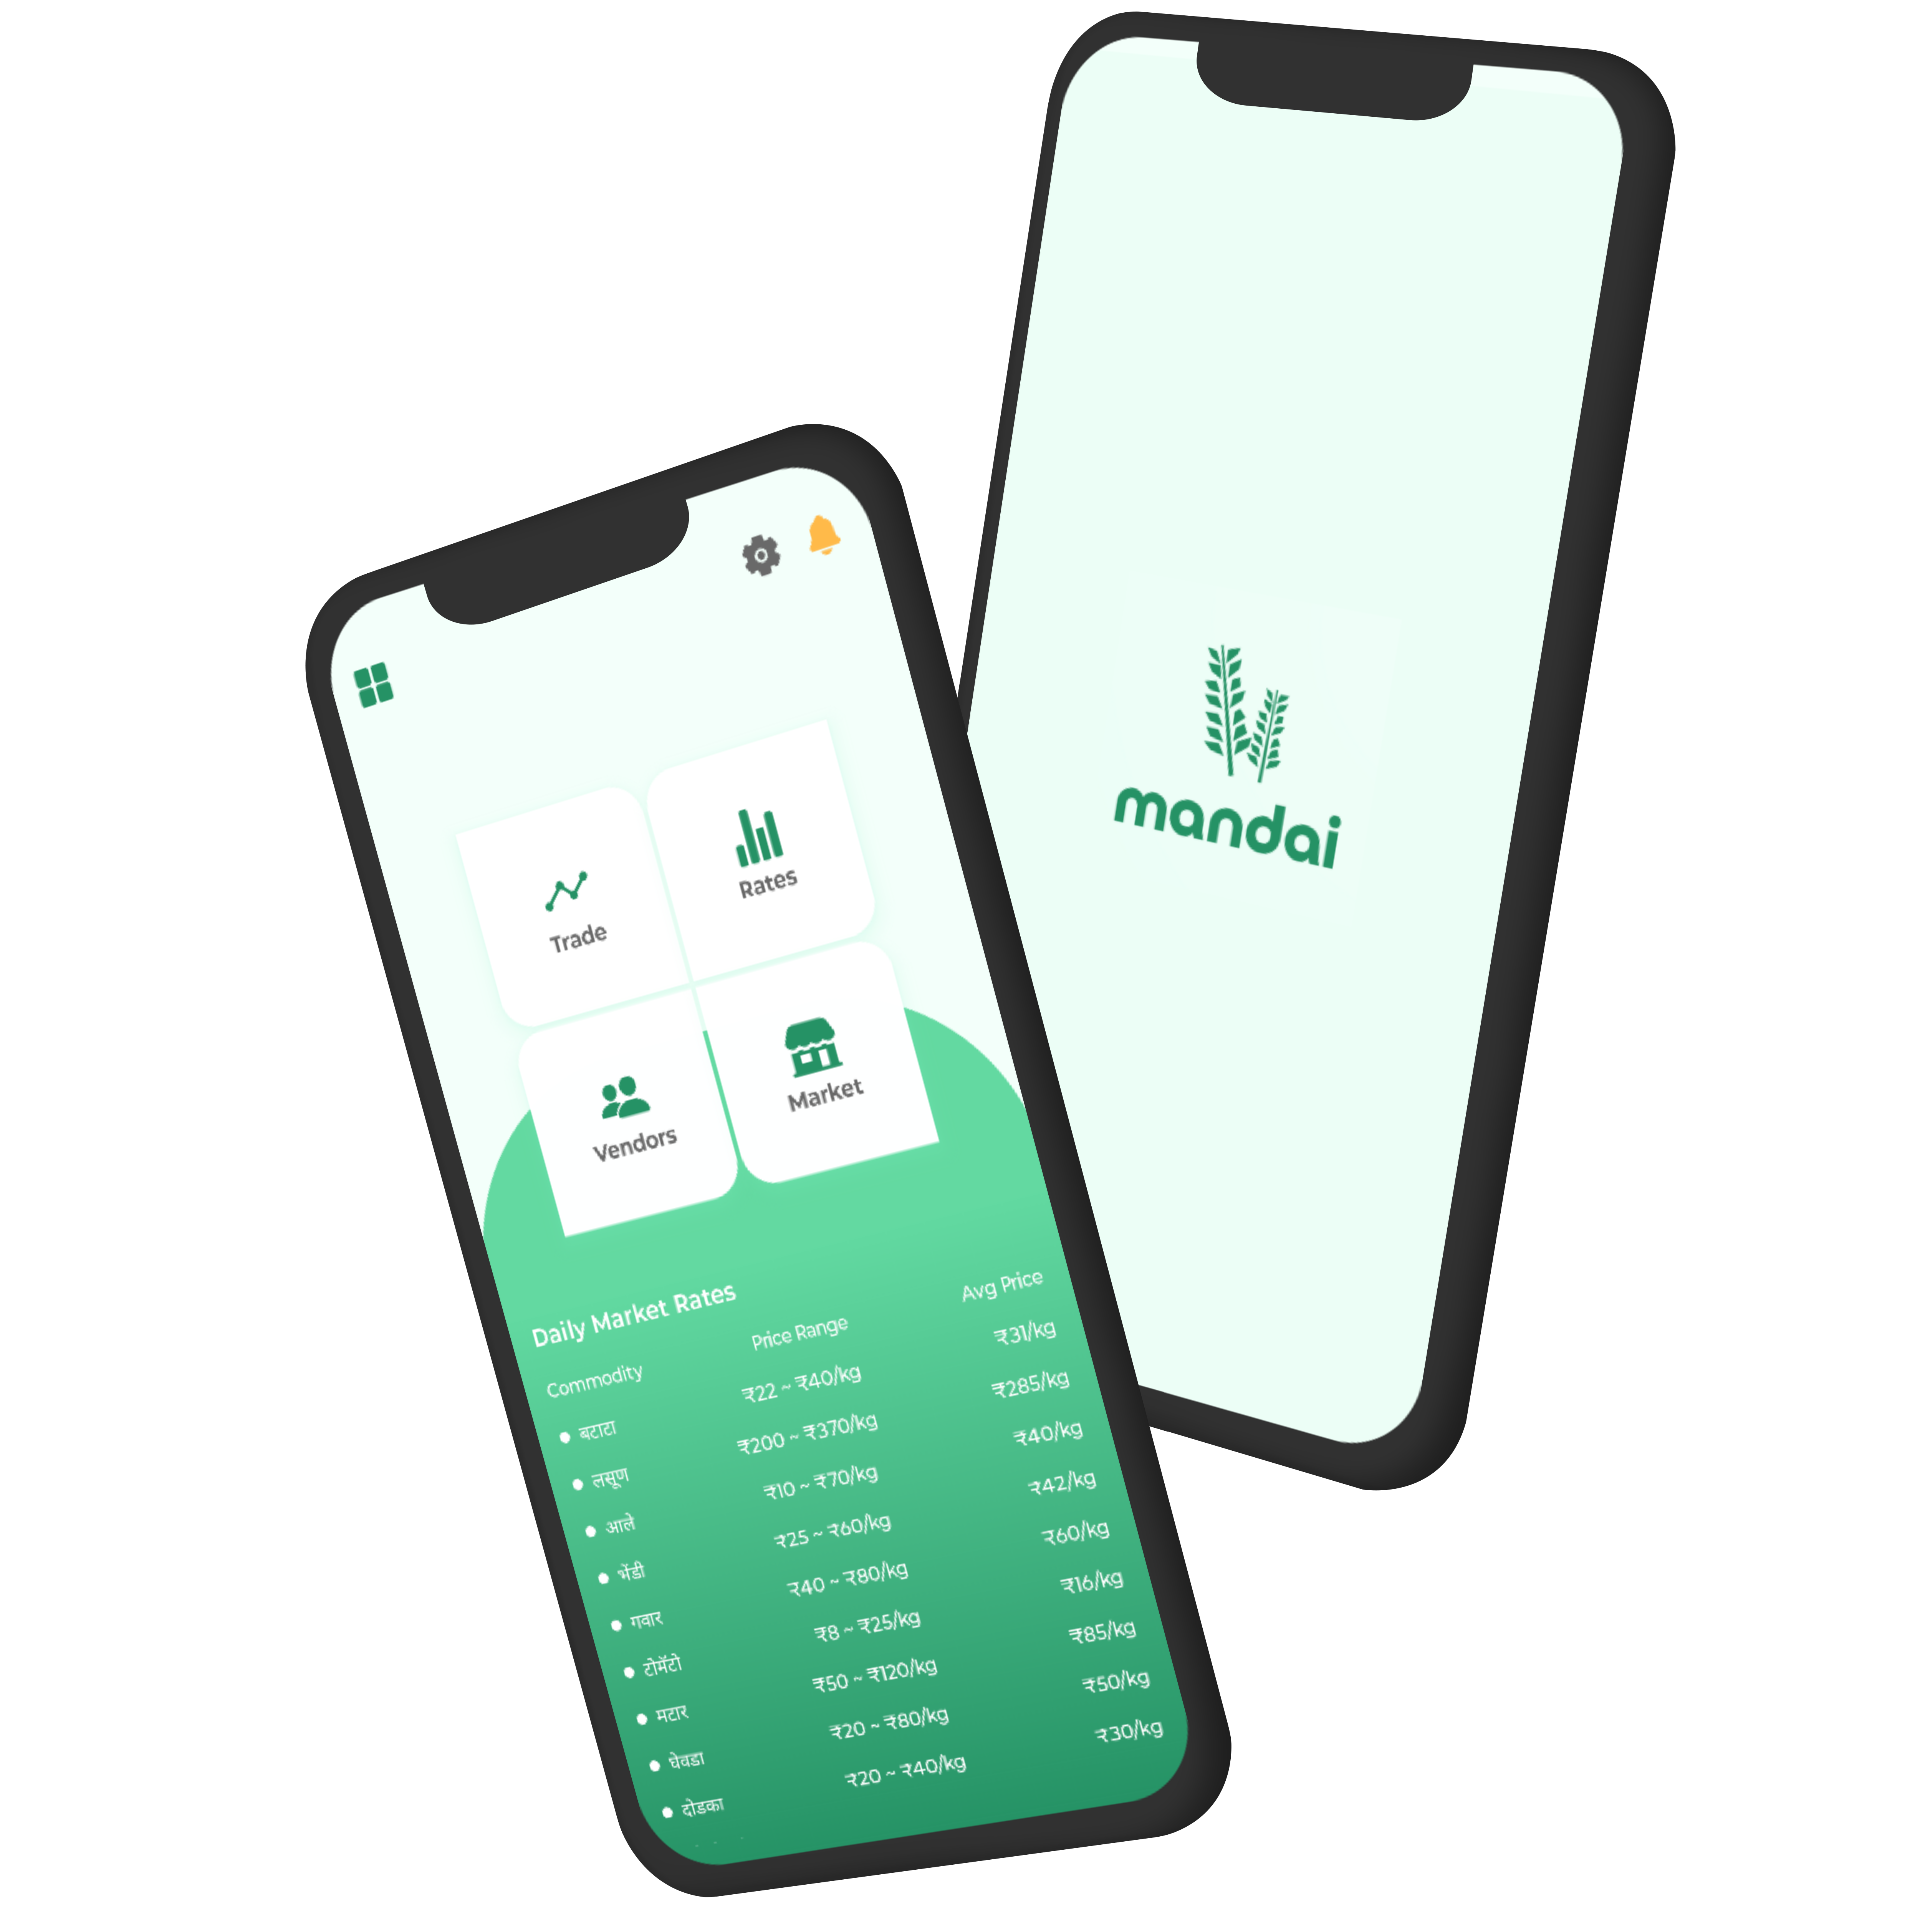 mandai
Trade
Rates
Vendors
Market
Daily Market Rates
Commodity Price Range Avg Price
बटाटा ₹22 ~ ₹40/kg ₹31/kg
लसूण ₹200 ~ ₹370/kg ₹285/kg
आले ₹10 ~ ₹70/kg ₹40/kg
भेंडी ₹25 ~ ₹60/kg ₹42/kg
गवार ₹40 ~ ₹80/kg ₹60/kg
टोमॅटो ₹8 ~ ₹25/kg ₹16/kg
मटार ₹50 ~ ₹120/kg ₹85/kg
घेवडा ₹20 ~ ₹80/kg ₹50/kg
दोडका ₹20 ~ ₹40/kg ₹30/kg